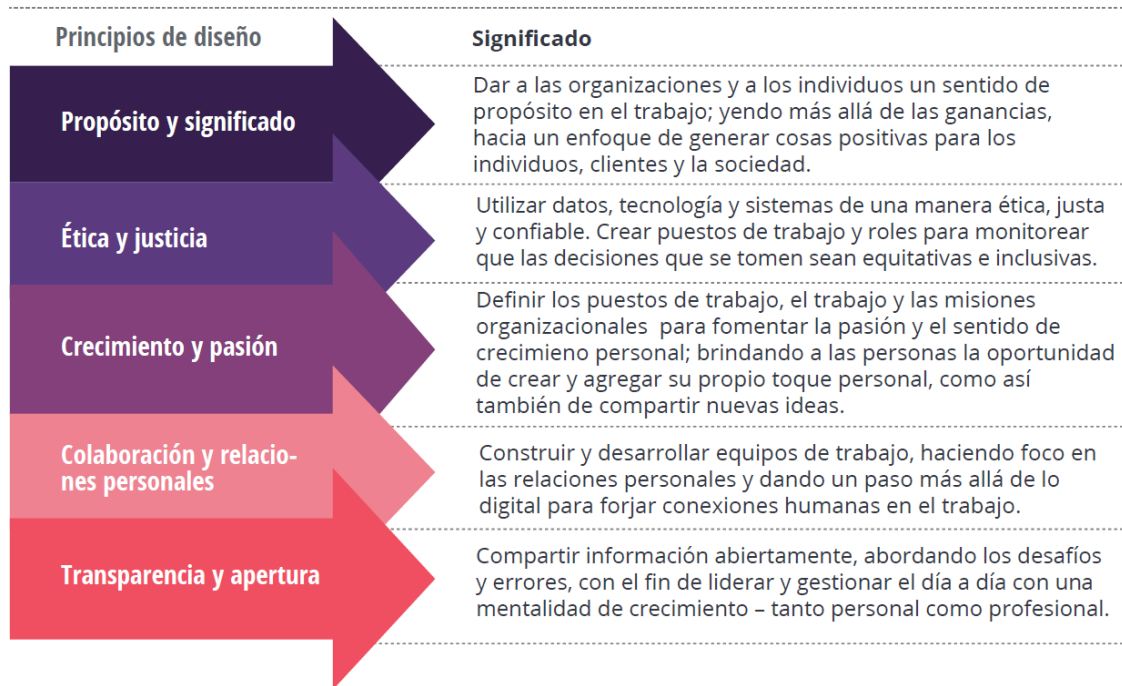 Principios de diseño
Significado
Propósito y significado
Dar a las organizaciones y a los individuos un sentido de
propósito en el trabajo; yendo más allá de las ganancias,
hacia un enfoque de generar cosas positivas para los
individuos, clientes y la sociedad.
Ética y justicia
Utilizar datos, tecnología y sistemas de una manera ética, justa
y confiable. Crear puestos de trabajo y roles para monitorear
que las decisiones que se tomen sean equitativas e inclusivas.
Crecimiento y pasión
Definir los puestos de trabajo, el trabajo y las misiones
organizacionales para fomentar la pasión y el sentido de
crecimieno personal; brindando a las personas la oportunidad
de crear y agregar su propio toque personal, como así
también de compartir nuevas ideas.
Colaboración y relacio-
nes personales
Construir y desarrollar equipos de trabajo, haciendo foco en
las relaciones personales y dando un paso más allá de lo
digital para forjar conexiones humanas en el trabajo.
Transparencia y apertura
Compartir información abiertamente, abordando los desafíos
y errores, con el fin de liderar y gestionar el día a día con una
mentalidad de crecimiento – tanto personal como profesional.